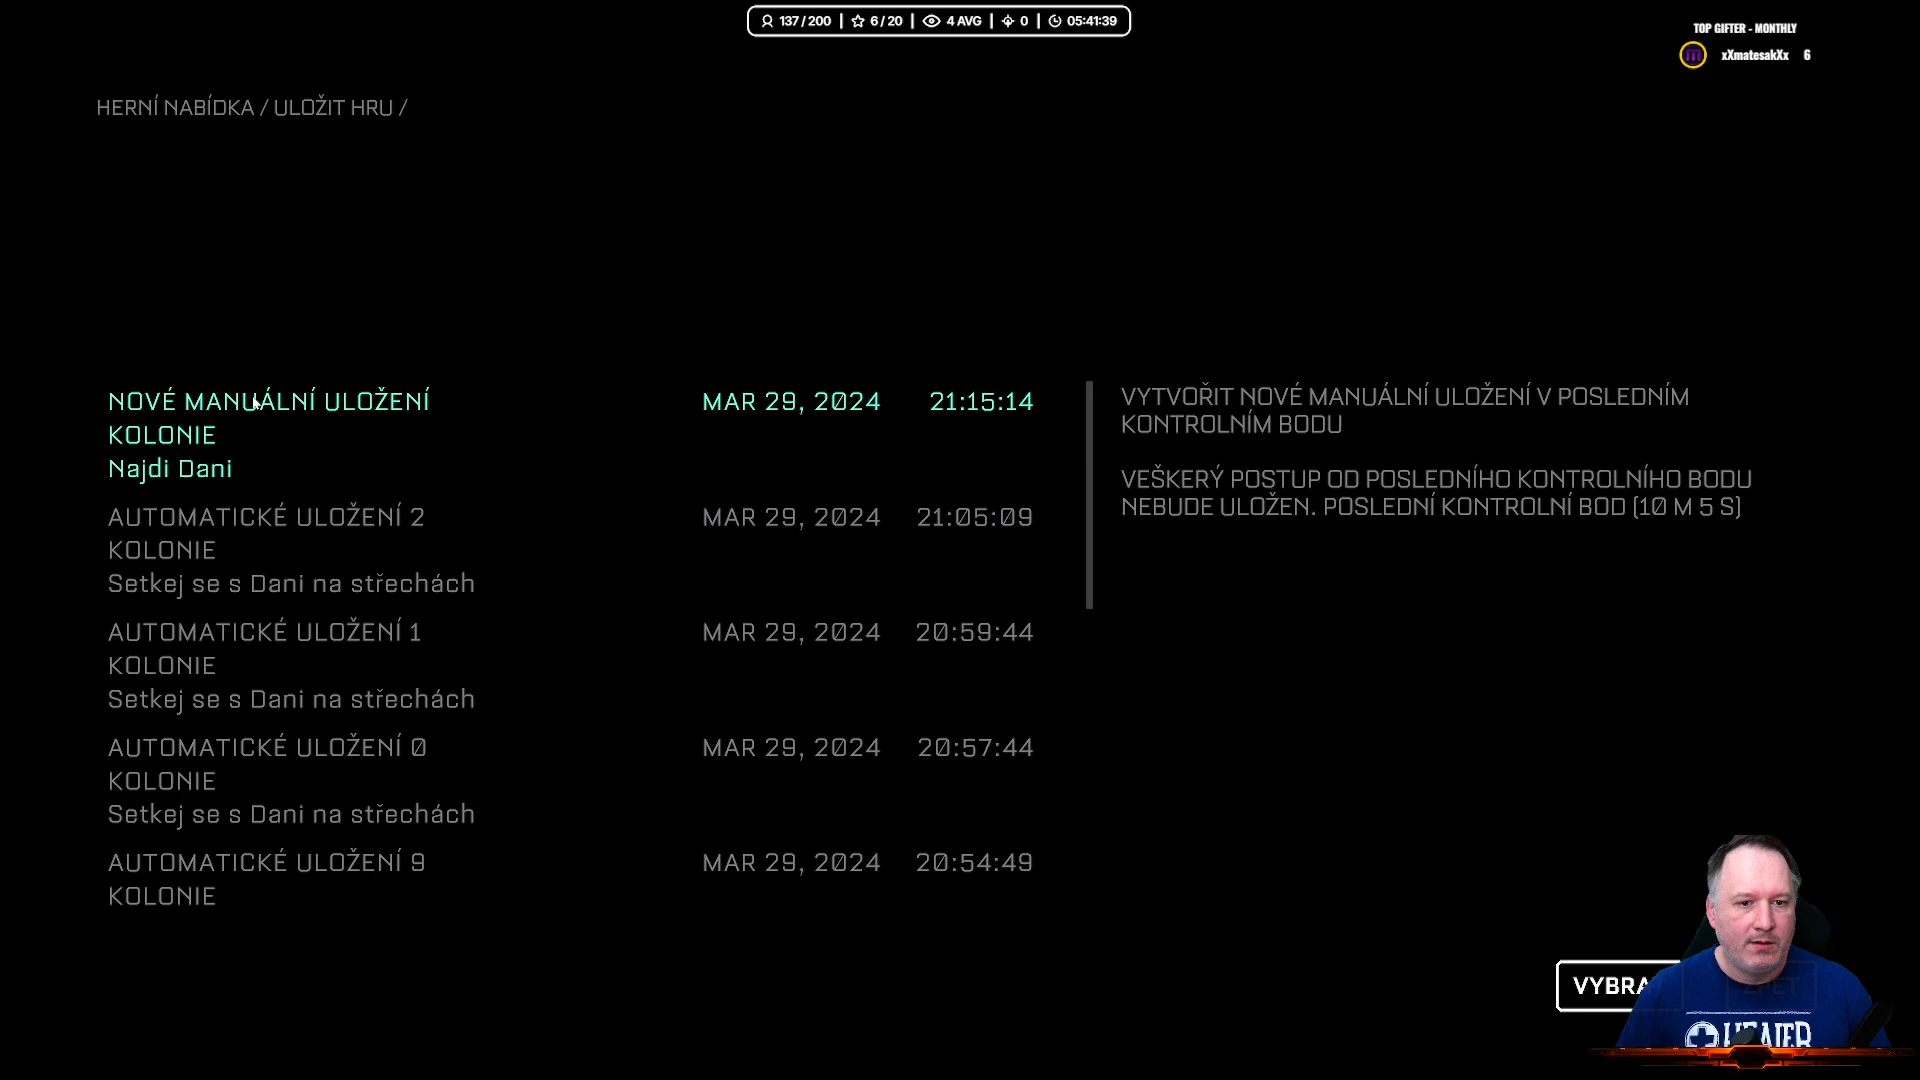 137 / 200 | 6 / 20 | 4 AVG | 0 | 05:41:39
TOP GIFTER - MONTHLY
xXmatesakXx 6
HERNÍ NABÍDKA / ULOŽIT HRU /
NOVÉ MANUÁLNÍ ULOŽENÍ MAR 29, 2024 21:15:14
KOLONIE
Najdi Dani
AUTOMATICKÉ ULOŽENÍ 2 MAR 29, 2024 21:05:09
KOLONIE
Setkej se s Dani na střechách
AUTOMATICKÉ ULOŽENÍ 1 MAR 29, 2024 20:59:44
KOLONIE
Setkej se s Dani na střechách
AUTOMATICKÉ ULOŽENÍ 0 MAR 29, 2024 20:57:44
KOLONIE
Setkej se s Dani na střechách
AUTOMATICKÉ ULOŽENÍ 9 MAR 29, 2024 20:54:49
KOLONIE
VYTVOŘIT NOVÉ MANUÁLNÍ ULOŽENÍ V POSLEDNÍM
KONTROLNÍM BODU
VEŠKERÝ POSTUP OD POSLEDNÍHO KONTROLNÍHO BODU
NEBUDE ULOŽEN. POSLEDNÍ KONTROLNÍ BOD (10 M 5 S)
HEALER